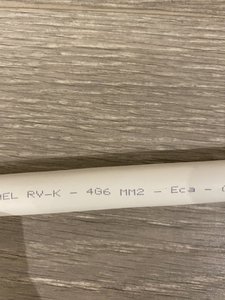 RV-K - 4G6 MM2 - Eca -